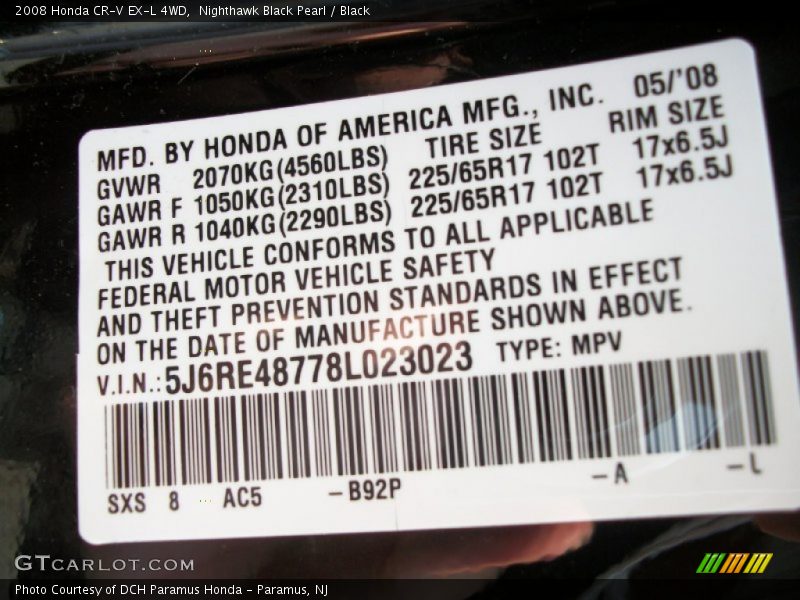 2008 Honda CR-V EX-L 4WD,  Nighthawk Black Pearl / Black
MFD. BY HONDA OF AMERICA MFG., INC. 05/'08
GVWR 2070KG(4560LBS) TIRE SIZE RIM SIZE
GAWR F 1050KG(2310LBS) 225/65R17 102T 17x6.5J
GAWR R 1040KG(2290LBS) 225/65R17 102T 17x6.5J
THIS VEHICLE CONFORMS TO ALL APPLICABLE
FEDERAL MOTOR VEHICLE SAFETY
AND THEFT PREVENTION STANDARDS IN EFFECT
ON THE DATE OF MANUFACTURE SHOWN ABOVE.
V.I.N.:5J6RE48778L023023 TYPE: MPV
SXS 8 AC5 -B92P -A -L
GTCARLOT.COM
Photo Courtesy of DCH Paramus Honda - Paramus, NJ